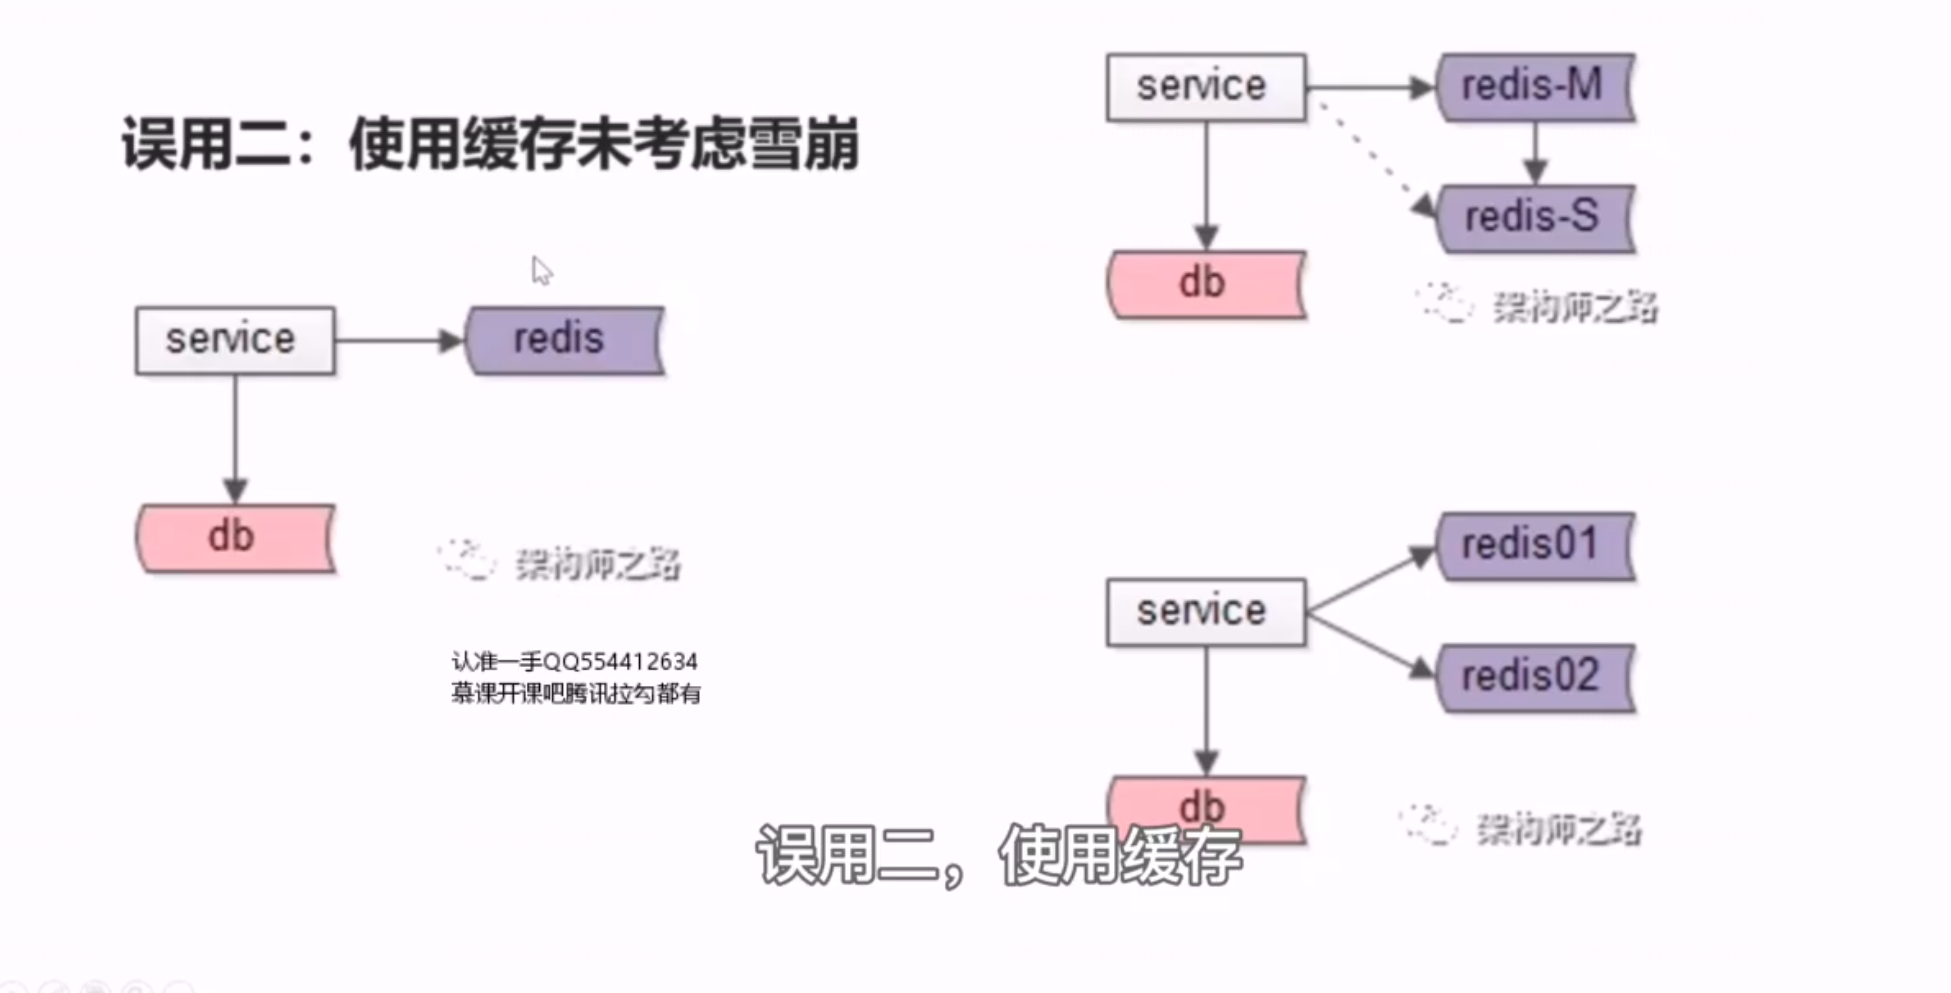 误用二：使用缓存未考虑雪崩
service
redis
db
架构师之路
认准一手QQ554412634
慕课开课吧腾讯拉勾都有
service
redis-M
redis-S
db
架构师之路
redis01
service
redis02
db
架构师之路
误用二，使用缓存